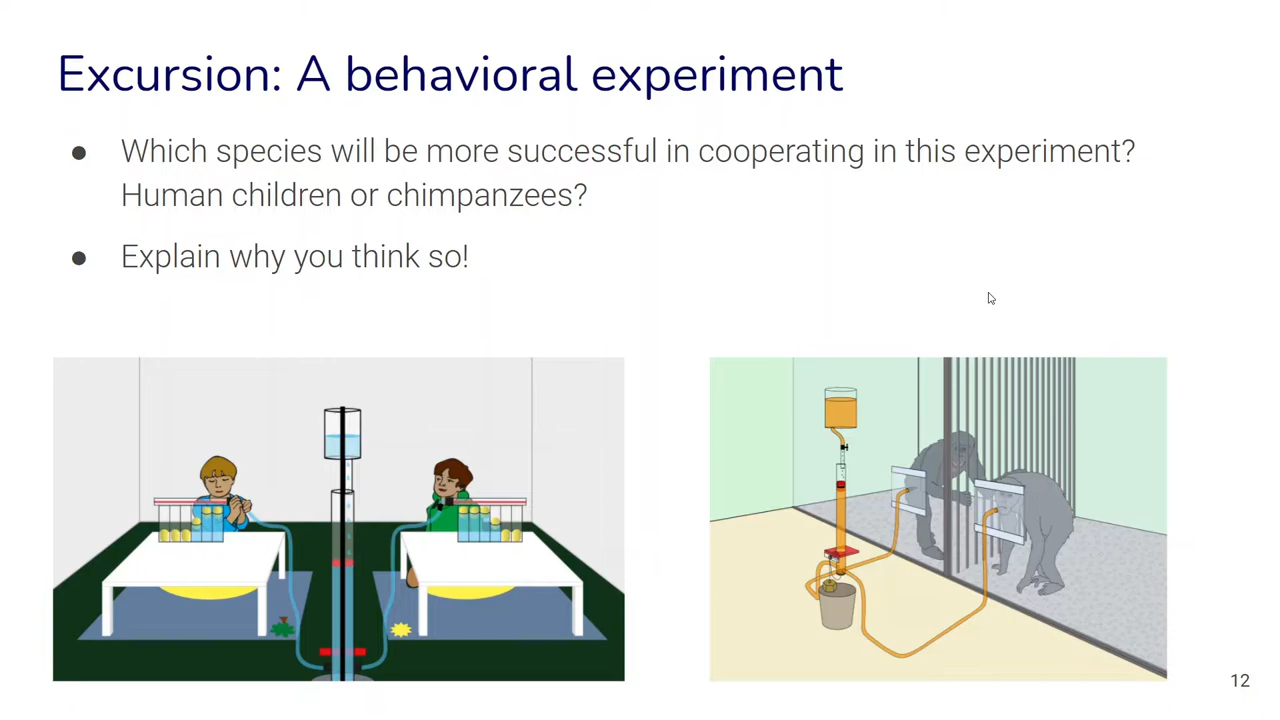 Excursion: A behavioral experiment
● Which species will be more successful in cooperating in this experiment?
Human children or chimpanzees?
● Explain why you think so!
12